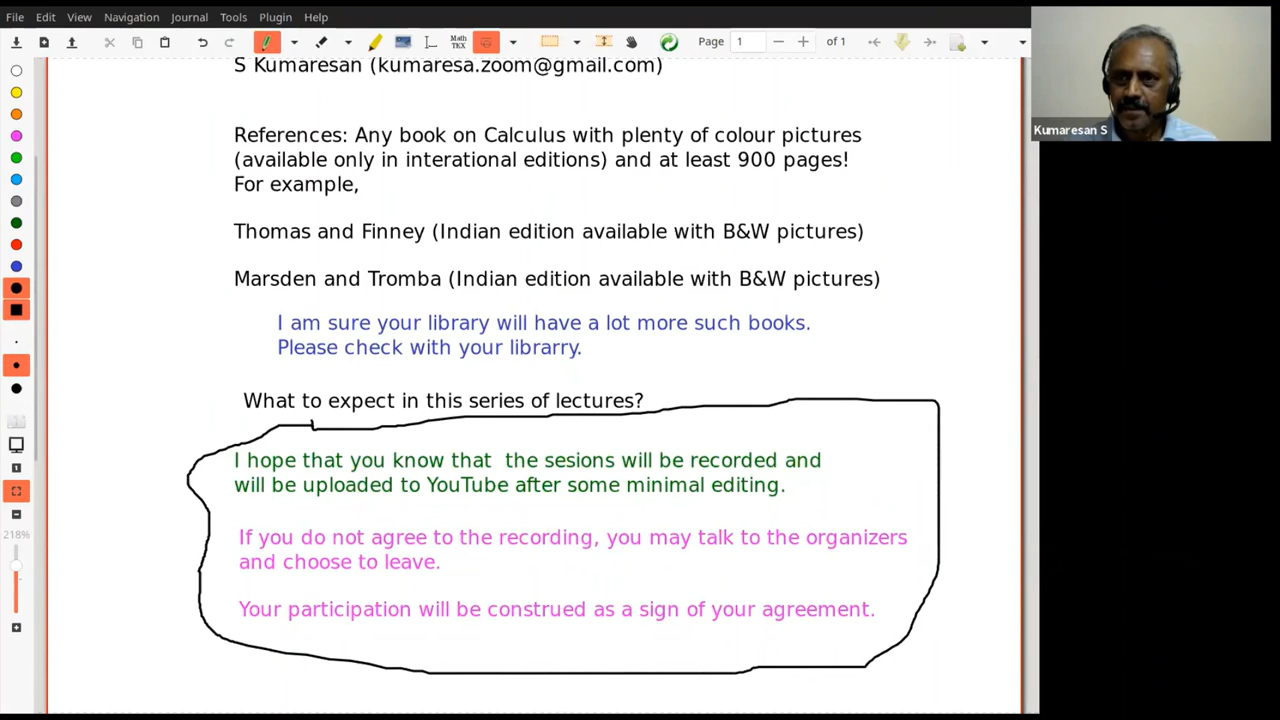 File Edit View Navigation Journal Tools Plugin Help
Math TEX Page 1 of 1
S Kumaresan (kumaresa.zoom@gmail.com)
Kumaresan S
References: Any book on Calculus with plenty of colour pictures
(available only in interational editions) and at least 900 pages!
For example,
Thomas and Finney (Indian edition available with B&W pictures)
Marsden and Tromba (Indian edition available with B&W pictures)
I am sure your library will have a lot more such books.
Please check with your librarry.
What to expect in this series of lectures?
I hope that you know that  the sesions will be recorded and
will be uploaded to YouTube after some minimal editing.
If you do not agree to the recording, you may talk to the organizers
and choose to leave.
Your participation will be construed as a sign of your agreement.
218%